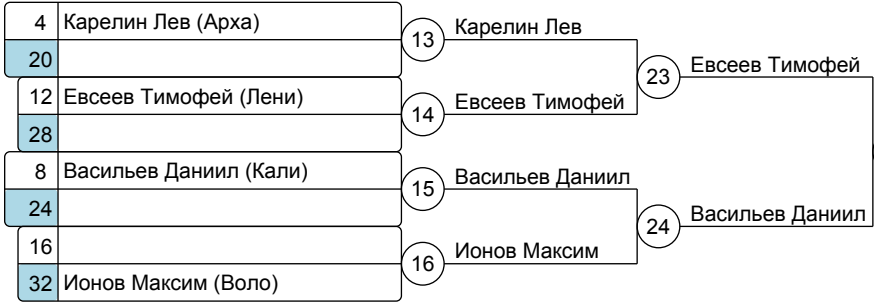 4 Карелин Лев (Арха)
20
13 Карелин Лев
12 Евсеев Тимофей (Лени)
28
14 Евсеев Тимофей
23 Евсеев Тимофей
8 Васильев Даниил (Кали)
24
15 Васильев Даниил
16
32 Ионов Максим (Воло)
16 Ионов Максим
24 Васильев Даниил